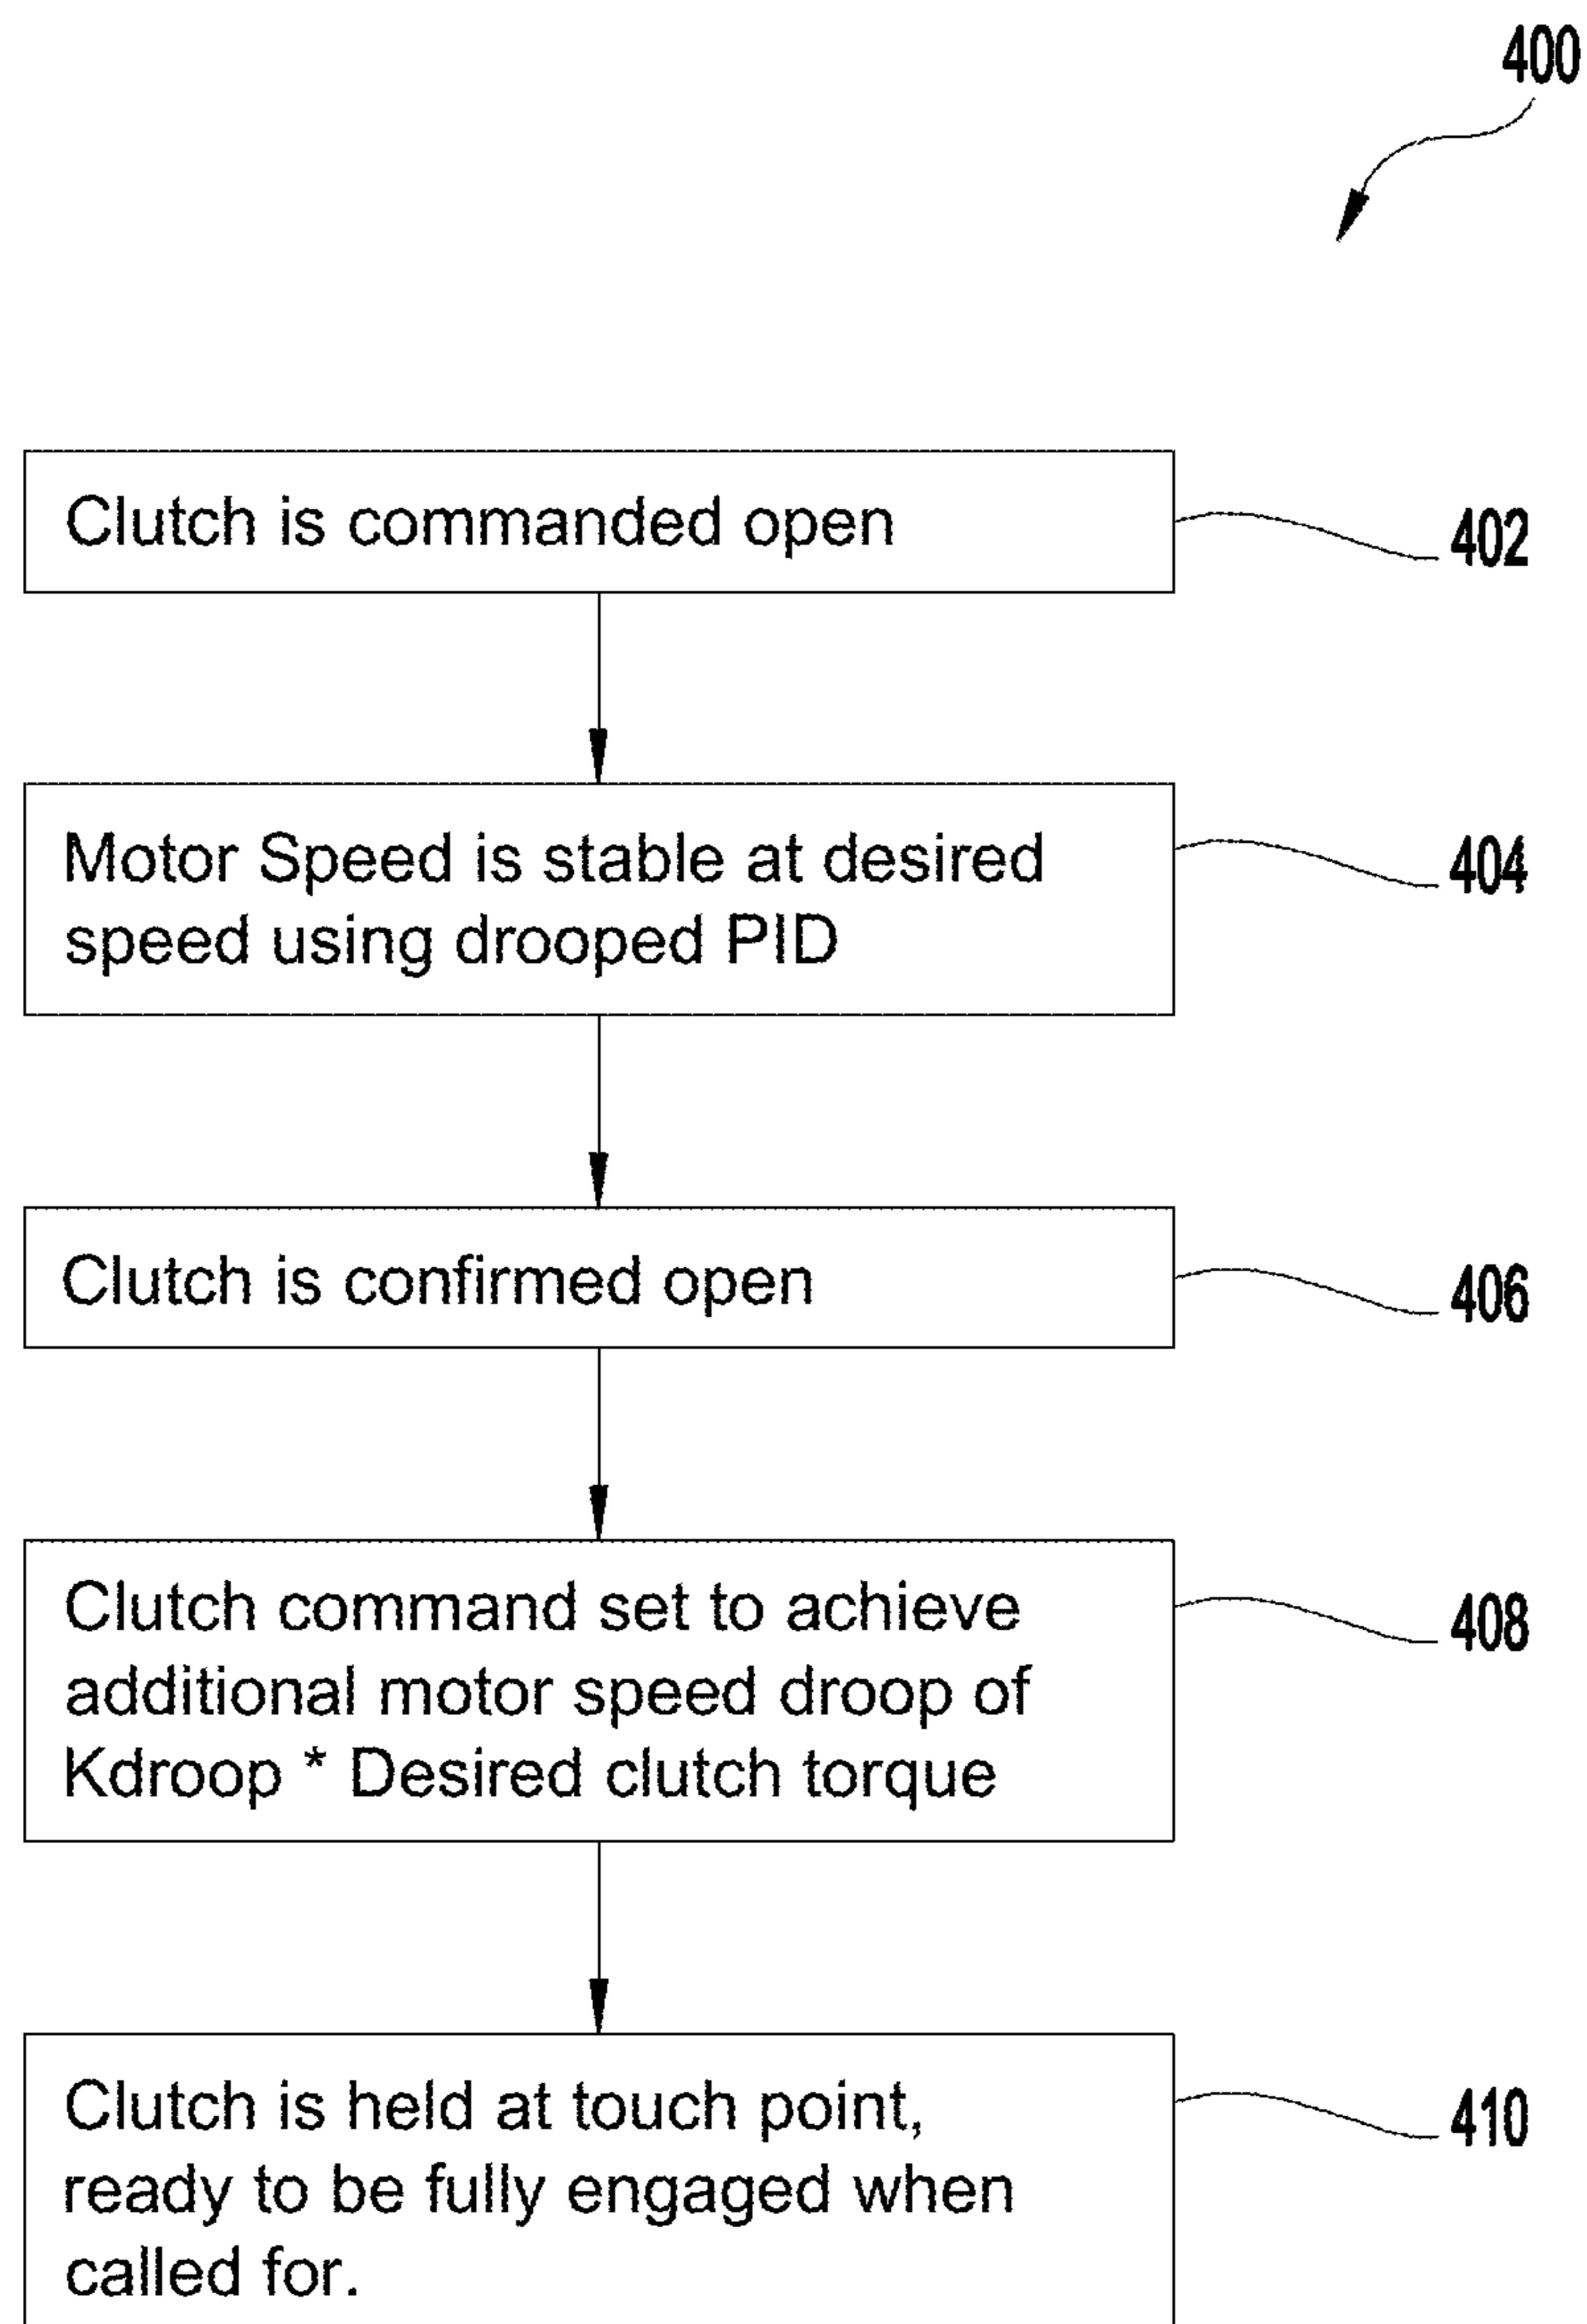 400
Clutch is commanded open
402
Motor Speed is stable at desired
speed using drooped PID
404
Clutch is confirmed open
406
Clutch command set to achieve
additional motor speed droop of
Kdroop * Desired clutch torque
408
Clutch is held at touch point,
ready to be fully engaged when
called for.
410